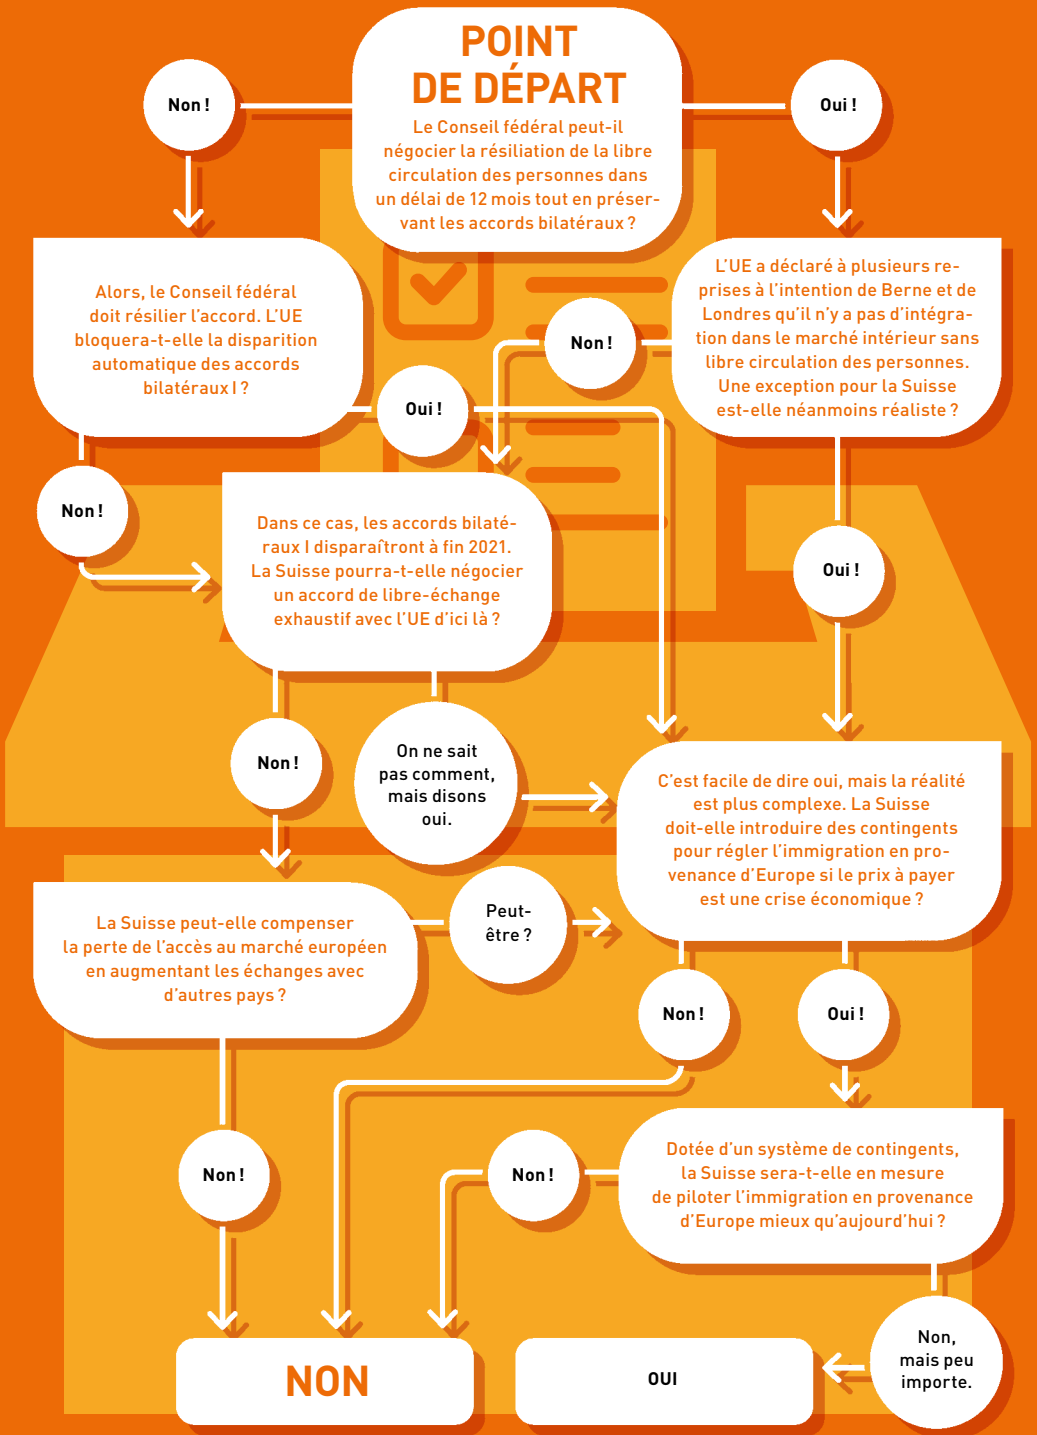 POINT
DE DÉPART
Le Conseil fédéral peut-il
négocier la résiliation de la libre
circulation des personnes dans
un délai de 12 mois tout en préser-
vant les accords bilatéraux ?
Non !
Oui !
Alors, le Conseil fédéral
doit résilier l’accord. L’UE
bloquera-t-elle la disparition
automatique des accords
bilatéraux I ?
L’UE a déclaré à plusieurs re-
prises à l’intention de Berne et de
Londres qu’il n’y a pas d’intégra-
tion dans le marché intérieur sans
libre circulation des personnes.
Une exception pour la Suisse
est-elle néanmoins réaliste ?
Non !
Oui !
Non !
Dans ce cas, les accords bilaté-
raux I disparaîtront à fin 2021.
La Suisse pourra-t-elle négocier
un accord de libre-échange
exhaustif avec l’UE d’ici là ?
Oui !
Non !
On ne sait
pas comment,
mais disons
oui.
C’est facile de dire oui, mais la réalité
est plus complexe. La Suisse
doit-elle introduire des contingents
pour régler l’immigration en pro-
venance d’Europe si le prix à payer
est une crise économique ?
La Suisse peut-elle compenser
la perte de l’accès au marché européen
en augmentant les échanges avec
d’autres pays ?
Peut-
être ?
Non !
Oui !
Dotée d’un système de contingents,
la Suisse sera-t-elle en mesure
de piloter l’immigration en provenance
d’Europe mieux qu’aujourd’hui ?
Non !
Non !
Non,
mais peu
importe.
NON
OUI